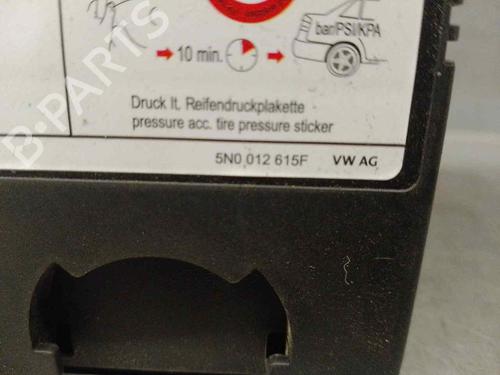 bar/PSI/KPA
10 min.
Druck lt. Reifendruckplakette
pressure acc. tire pressure sticker
5N0 012 615F VW AG
B-PARTS